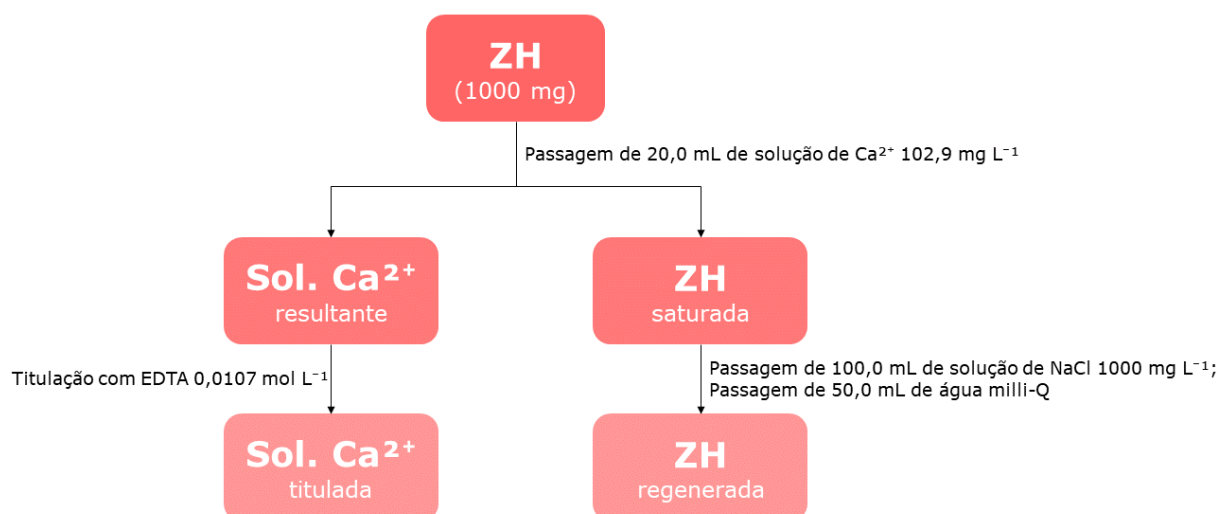 ZH
(1000 mg)
Passagem de 20,0 mL de solução de Ca²⁺ 102,9 mg L⁻¹
Sol. Ca²⁺
resultante
ZH
saturada
Titulação com EDTA 0,0107 mol L⁻¹
Passagem de 100,0 mL de solução de NaCl 1000 mg L⁻¹;
Passagem de 50,0 mL de água milli-Q
Sol. Ca²⁺
titulada
ZH
regenerada